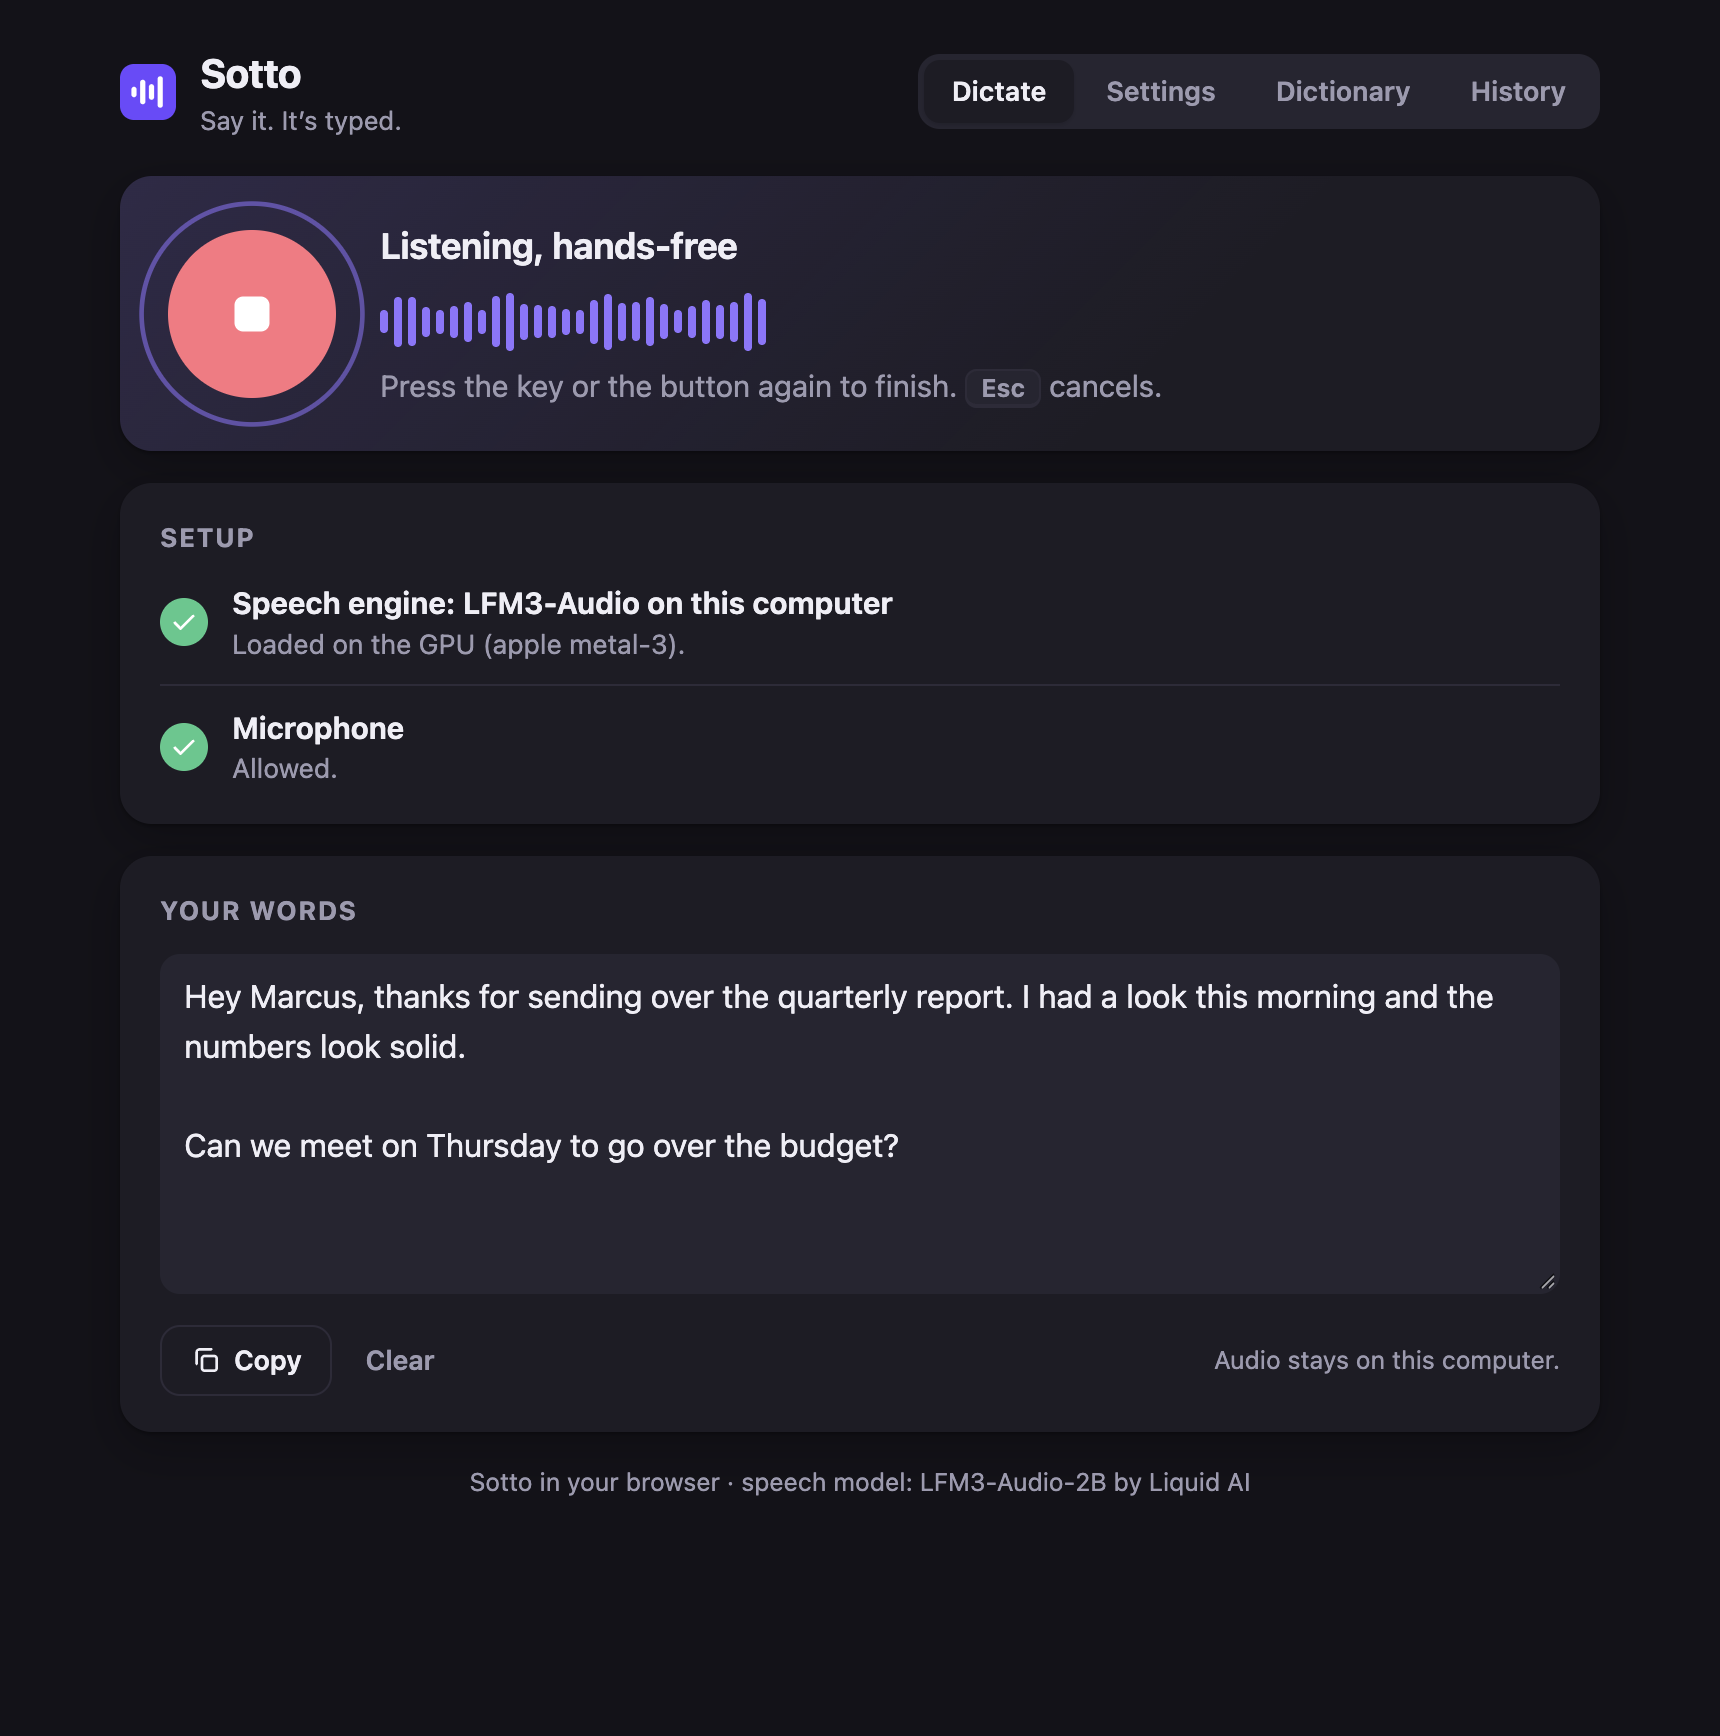 Sotto
Say it. It’s typed.
Dictate
Settings
Dictionary
History
Listening, hands-free
Press the key or the button again to finish. Esc cancels.
SETUP
Speech engine: LFM3-Audio on this computer
Loaded on the GPU (apple metal-3).
Microphone
Allowed.
YOUR WORDS
Hey Marcus, thanks for sending over the quarterly report. I had a look this morning and the
numbers look solid.
Can we meet on Thursday to go over the budget?
Copy
Clear
Audio stays on this computer.
Sotto in your browser · speech model: LFM3-Audio-2B by Liquid AI